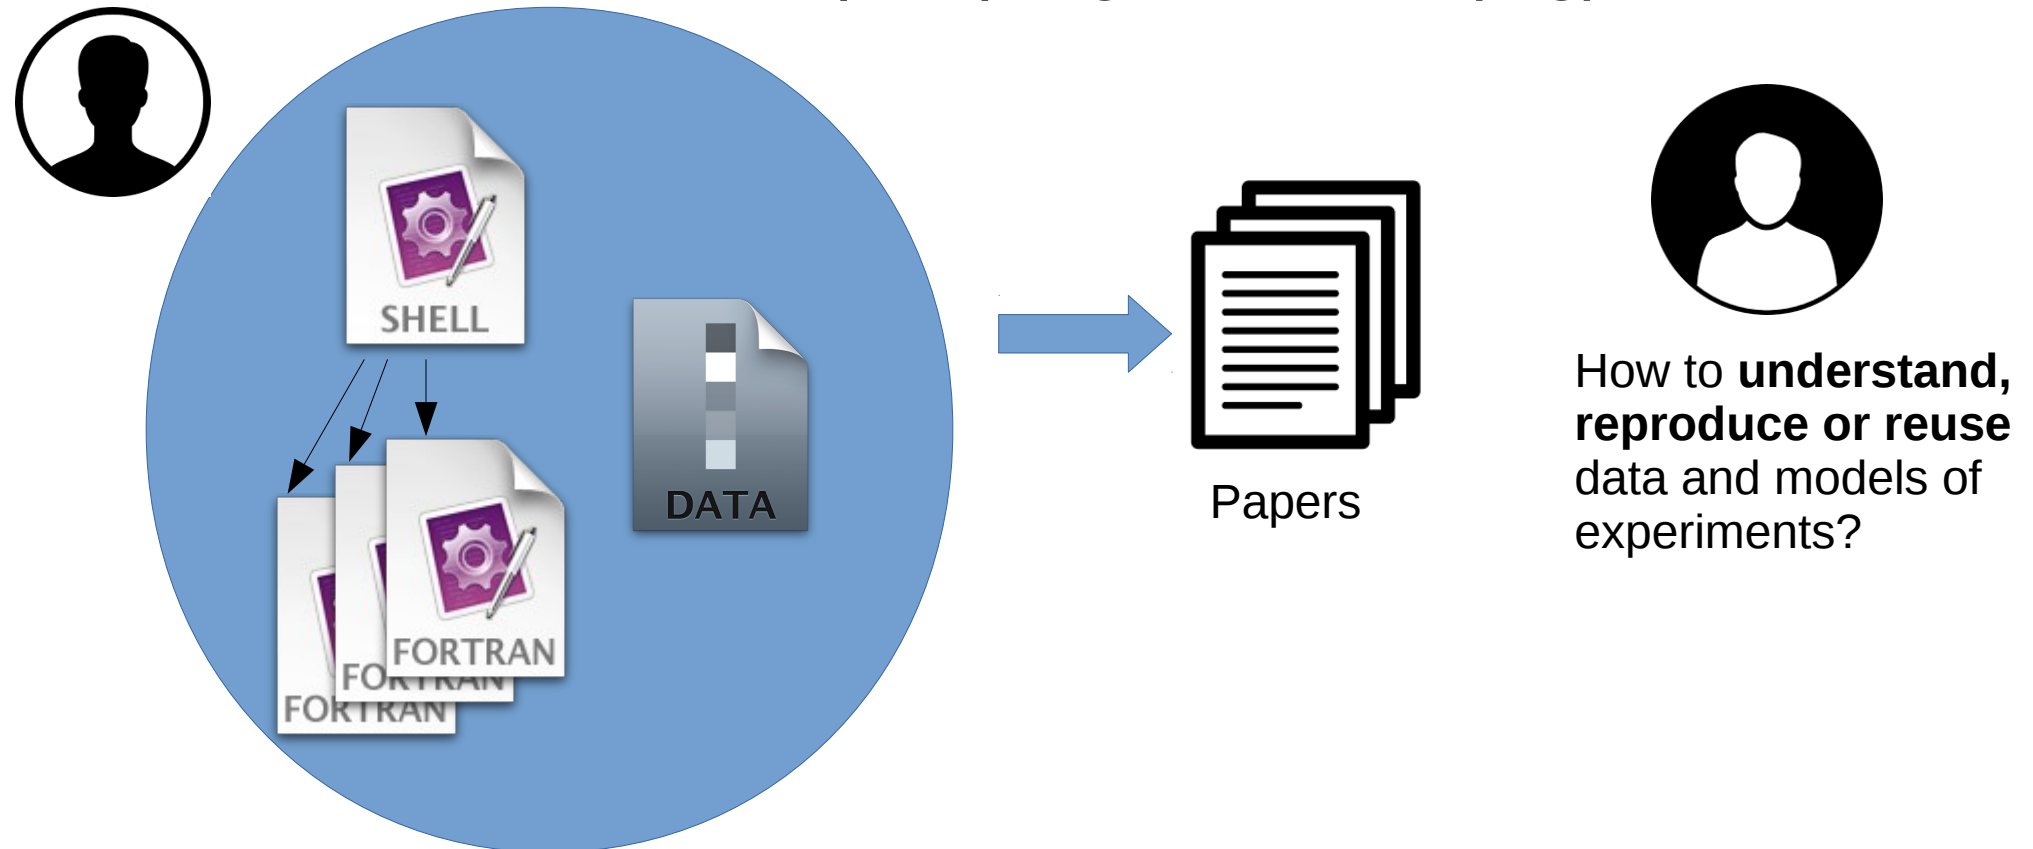 SHELL
DATA
FORTRAN
FORTRAN
FORTRAN
Papers
How to understand,
reproduce or reuse
data and models of
experiments?